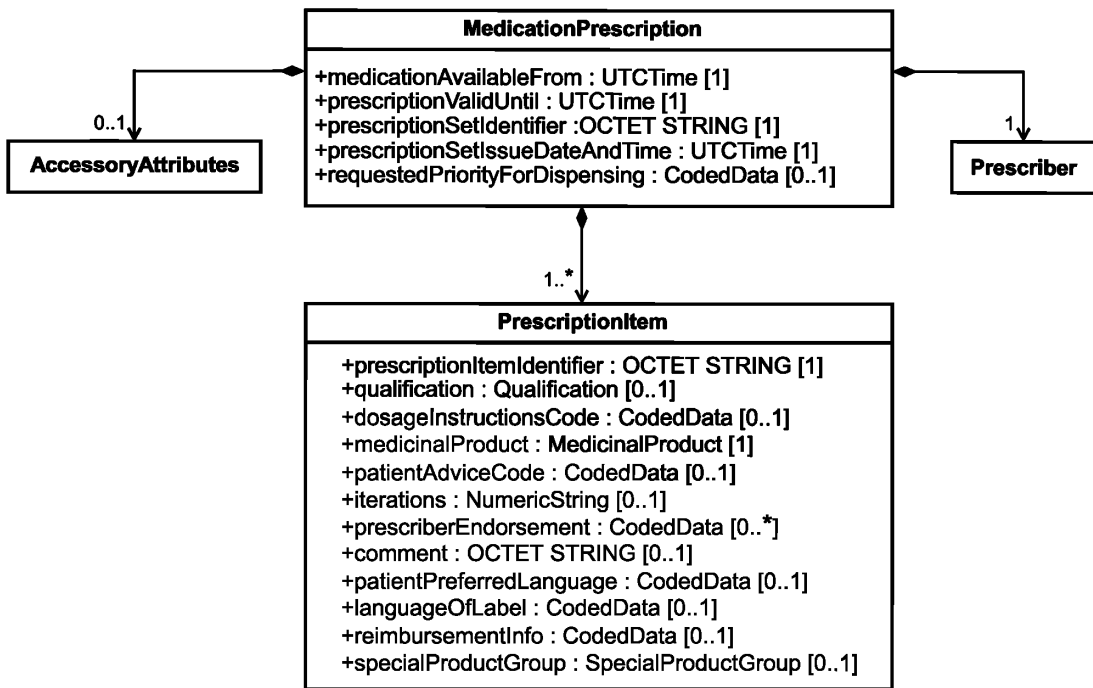 MedicationPrescription
+medicationAvailableFrom : UTCTime [1]
+prescriptionValidUntil : UTCTime [1]
+prescriptionSetIdentifier :OCTET STRING [1]
+prescriptionSetIssueDateAndTime : UTCTime [1]
+requestedPriorityForDispensing : CodedData [0..1]
0..1
AccessoryAttributes
1
Prescriber
1..*
PrescriptionItem
+prescriptionItemIdentifier : OCTET STRING [1]
+qualification : Qualification [0..1]
+dosageInstructionsCode : CodedData [0..1]
+medicinalProduct : MedicinalProduct [1]
+patientAdviceCode : CodedData [0..1]
+iterations : NumericString [0..1]
+prescriberEndorsement : CodedData [0..*]
+comment : OCTET STRING [0..1]
+patientPreferredLanguage : CodedData [0..1]
+languageOfLabel : CodedData [0..1]
+reimbursementInfo : CodedData [0..1]
+specialProductGroup : SpecialProductGroup [0..1]